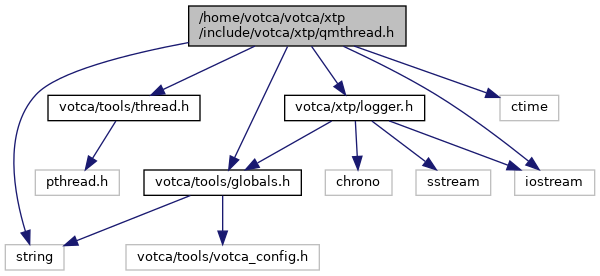 /home/votca/votca/xtp
/include/votca/xtp/qmthread.h
votca/tools/thread.h
votca/xtp/logger.h
ctime
pthread.h
votca/tools/globals.h
chrono
sstream
iostream
string
votca/tools/votca_config.h